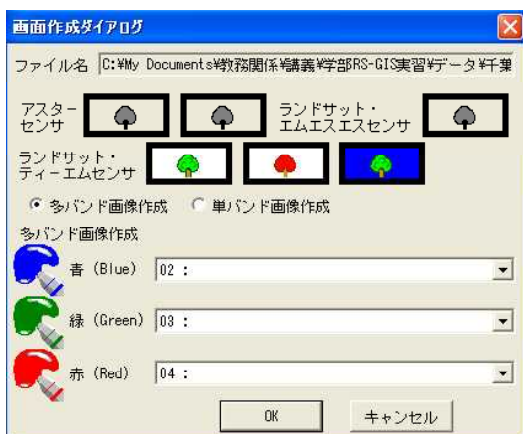 画面作成ダイアログ
ファイル名 C:¥My Documents¥教務関係¥講義¥学部RS-GIS実習¥データ¥千葉
アスターセンサ
ランドサット・エムエスエスセンサ
ランドサット・ティーエムセンサ
多バンド画像作成 単バンド画像作成
多バンド画像作成
青 (Blue) 02 :
緑 (Green) 03 :
赤 (Red) 04 :
OK キャンセル